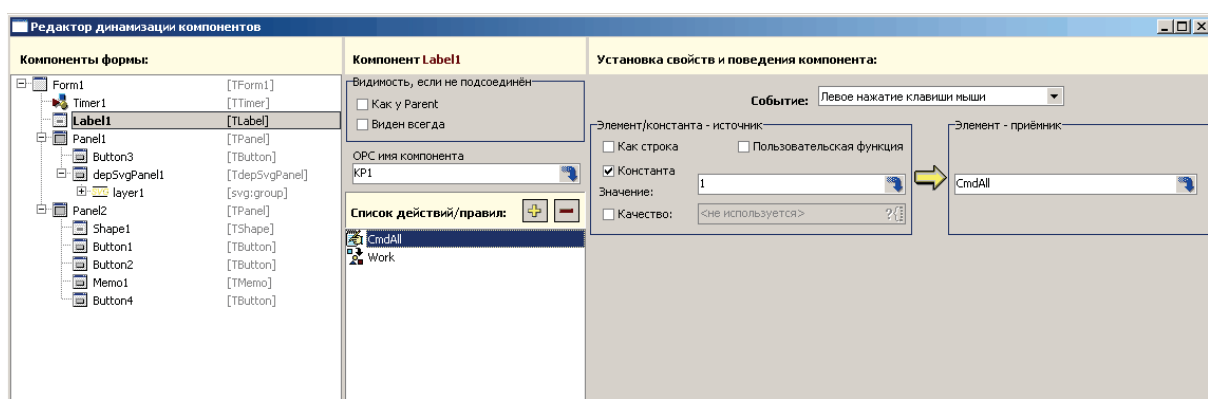 Редактор динамизации компонентов
Компоненты формы:
Form1 [TForm1]
Timer1 [TTimer]
Label1 [TLabel]
Panel1 [TPanel]
Button3 [TButton]
depSvgPanel1 [TdepSvgPanel]
layer1 [svg:group]
Panel2 [TPanel]
Shape1 [TShape]
Button1 [TButton]
Button2 [TButton]
Memo1 [TMemo]
Button4 [TButton]
Компонент Label1
Видимость, если не подсоединён
Как у Parent
Виден всегда
OPC имя компонента
КР1
Список действий/правил:
CmdAll
Work
Установка свойств и поведения компонента:
Событие: Левое нажатие клавиши мыши
Элемент/константа - источник
Как строка Пользовательская функция
Константа
Значение: 1
Качество: <не используется> ?{
Элемент - приёмник
CmdAll